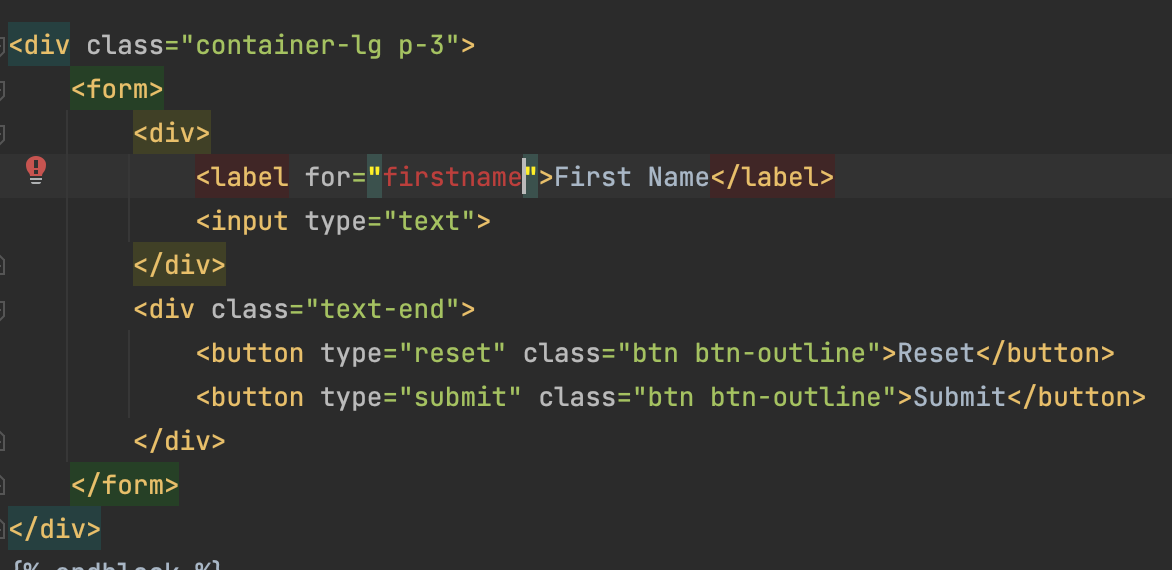 <div class="container-lg p-3">
    <form>
        <div>
            <label for="firstname">First Name</label>
            <input type="text">
        </div>
        <div class="text-end">
            <button type="reset" class="btn btn-outline">Reset</button>
            <button type="submit" class="btn btn-outline">Submit</button>
        </div>
    </form>
</div>
{% endblock %}